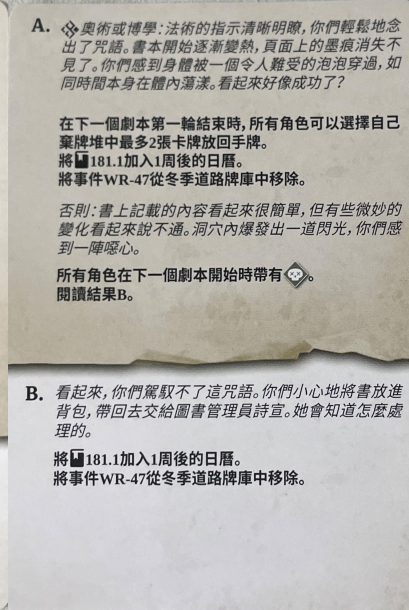 A. 奧術或博學：法術的指示清晰明瞭，你們輕鬆地念
出了咒語。書本開始逐漸變熱，頁面上的墨痕消失不
見了。你們感到身體被一個令人難受的泡泡穿過，如
同時間本身在體內蕩漾。看起來好像成功了？
在下一個劇本第一輪結束時，所有角色可以選擇自己
棄牌堆中最多2張卡牌放回手牌。
將181.1加入1周後的日曆。
將事件WR-47從冬季道路牌庫中移除。
否則：書上記載的內容看起來很簡單，但有些微妙的
變化看起來說不通。洞穴內爆發出一道閃光，你們感
到一陣噁心。
所有角色在下一個劇本開始時帶有。
閱讀結果B。
B. 看起來，你們駕馭不了這咒語。你們小心地將書放進
背包，帶回去交給圖書管理員詩宣。她會知道怎麼處
理的。
將181.1加入1周後的日曆。
將事件WR-47從冬季道路牌庫中移除。